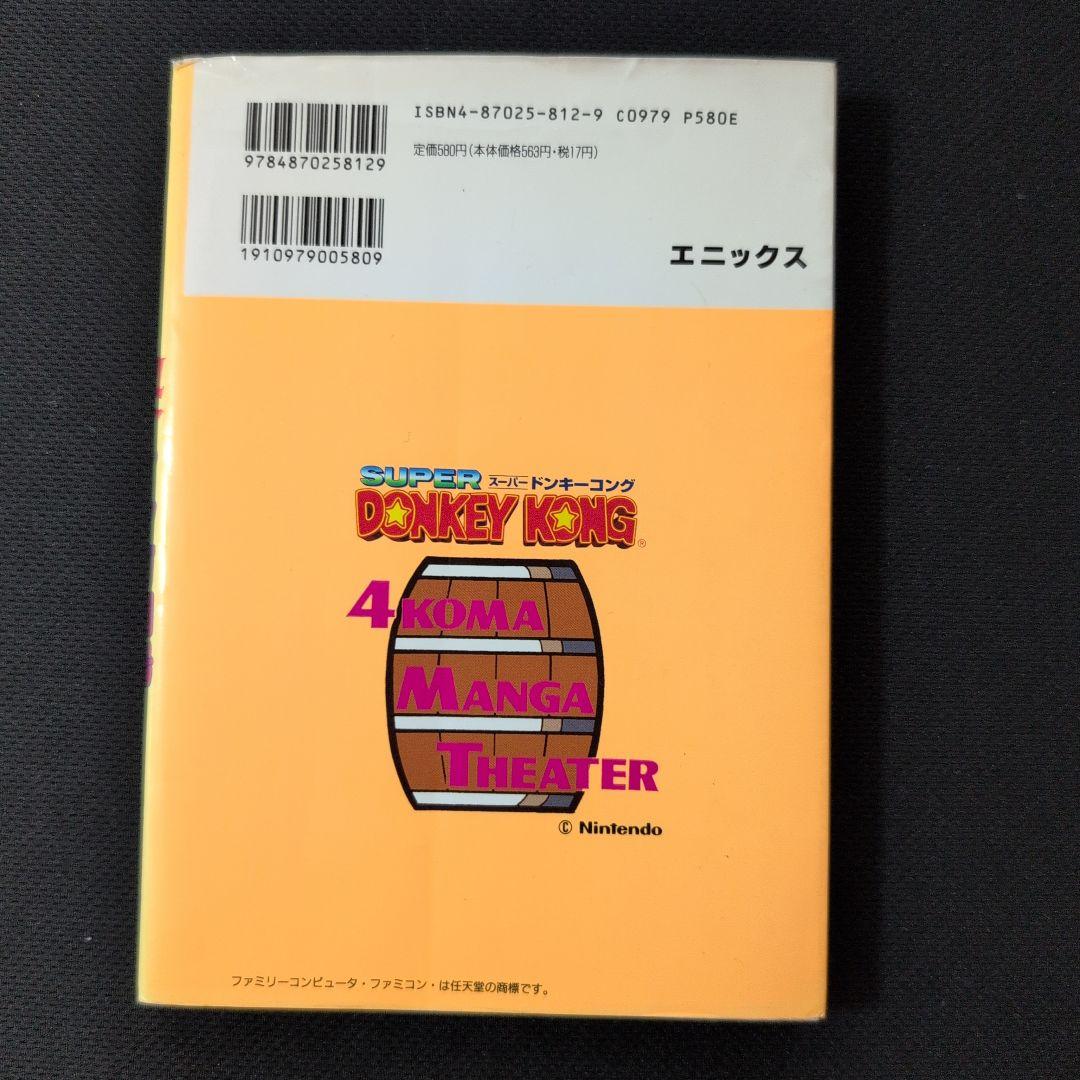 ISBN4-87025-812-9 C0979 P580E
9784870258129
定価580円(本体価格563円・税17円)
1910979005809
エニックス
SUPER スーパードンキーコング
DONKEY KONG®
4KOMA
MANGA
THEATER
© Nintendo
ファミリーコンピュータ・ファミコン・は任天堂の商標です。